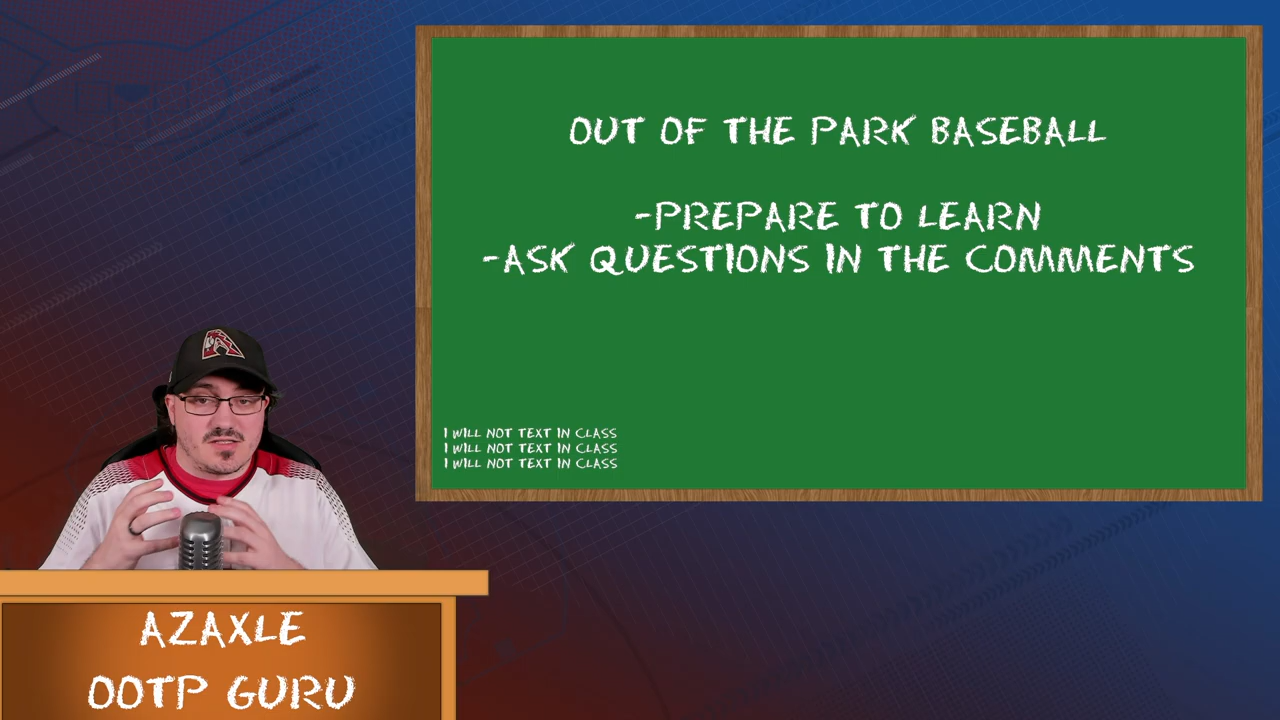 OUT OF THE PARK BASEBALL
-PREPARE TO LEARN
-ASK QUESTIONS IN THE COMMENTS
I WILL NOT TEXT IN CLASS
I WILL NOT TEXT IN CLASS
I WILL NOT TEXT IN CLASS
AZAXLE
OOTP GURU